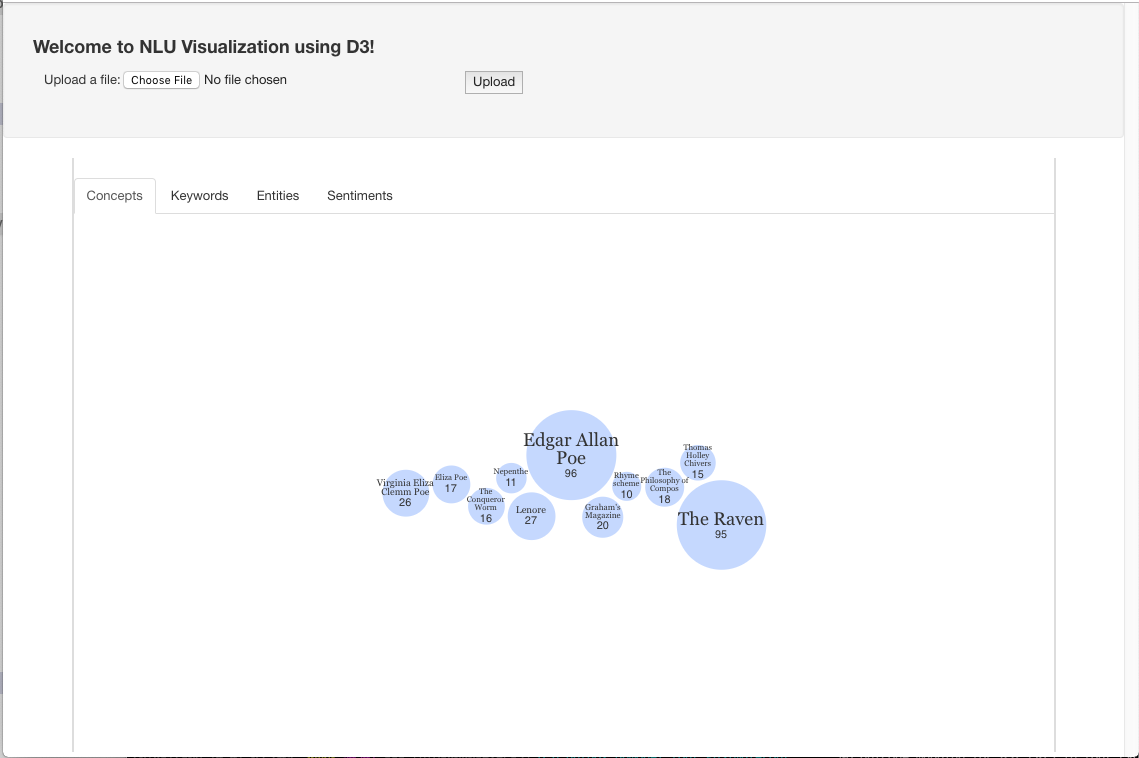 Welcome to NLU Visualization using D3!
Upload a file: Choose File No file chosen Upload
Concepts Keywords Entities Sentiments
Edgar Allan
Poe
96
Virginia Eliza
Clemm Poe
26
Eliza Poe
17
The
Conqueror
Worm
16
Nepenthe
11
Lenore
27
Graham's
Magazine
20
Rhyme
scheme
10
The
Philosophy of
Compos
18
Thomas
Holley
Chivers
15
The Raven
95